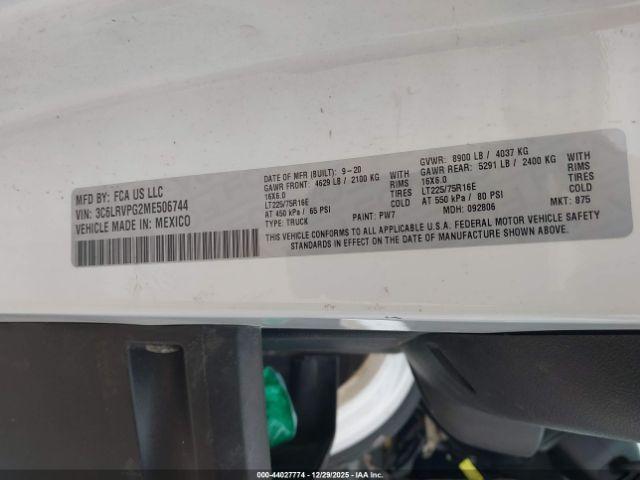 MFD BY: FCA US LLC
VIN: 3C6LRVPG2ME506744
VEHICLE MADE IN: MEXICO
DATE OF MFR (BUILT): 9-20
GAWR FRONT: 4629 LB / 2100 KG WITH
16X6.0 RIMS
LT225/75R16E TIRES
AT 450 kPa / 65 PSI COLD
TYPE: TRUCK PAINT: PW7
GVWR: 8900 LB / 4037 KG
GAWR REAR: 5291 LB / 2400 KG WITH
16X6.0 RIMS
LT225/75R16E TIRES
AT 550 kPa / 80 PSI COLD
MDH: 092806 MKT: 875
THIS VEHICLE CONFORMS TO ALL APPLICABLE U.S.A. FEDERAL MOTOR VEHICLE SAFETY
STANDARDS IN EFFECT ON THE DATE OF MANUFACTURE SHOWN ABOVE.
000-44027774 - 12/29/2025 - IAA Inc.